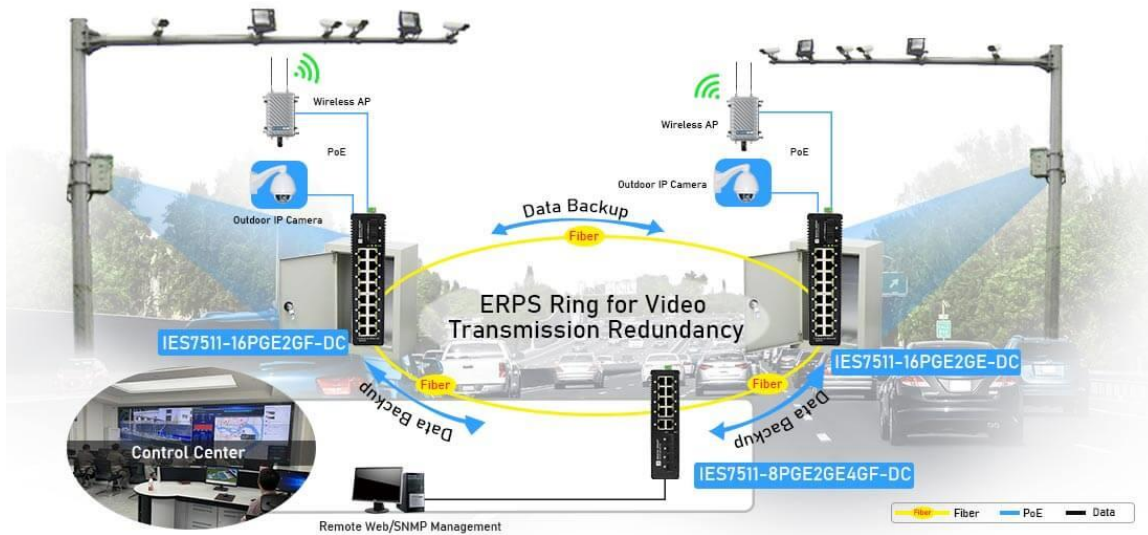 Wireless AP
PoE
Outdoor IP Camera
Wireless AP
PoE
Outdoor IP Camera
Data Backup
Fiber
ERPS Ring for Video
Transmission Redundancy
IES7511-16PGE2GF-DC
IES7511-16PGE2GE-DC
Fiber
Fiber
Data Backup
Data Backup
Control Center
IES7511-8PGE2GE4GF-DC
Remote Web/SNMP Management
Fiber Fiber PoE Data